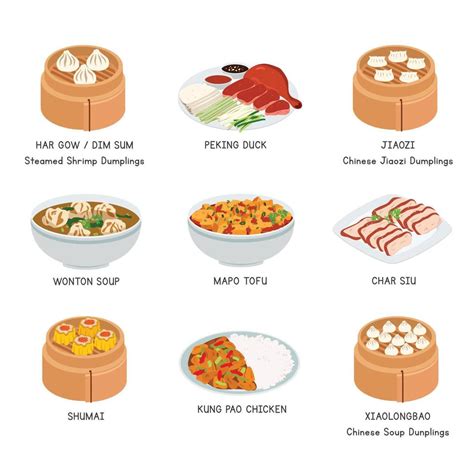 HAR GOW / DIM SUM
Steamed Shrimp Dumplings
PEKING DUCK
JIAOZI
Chinese Jiaozi Dumplings
WONTON SOUP
MAPO TOFU
CHAR SIU
SHUMAI
KUNG PAO CHICKEN
XIAOLONGBAO
Chinese Soup Dunplings